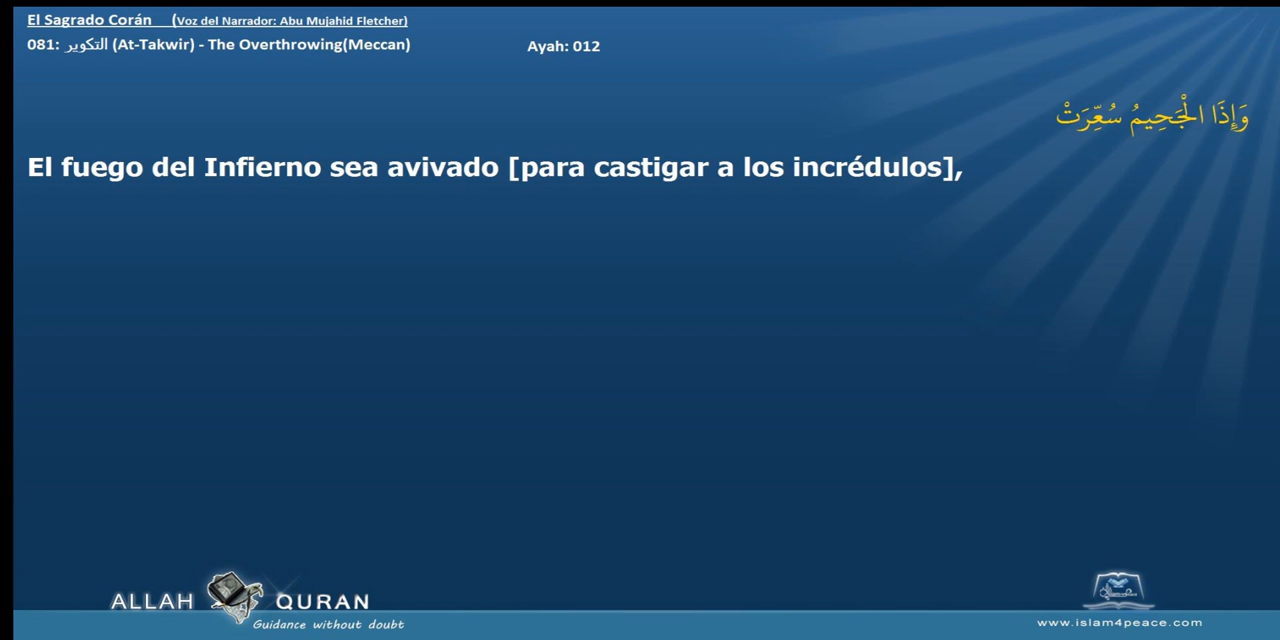 El Sagrado Corán (Voz del Narrador: Abu Mujahid Fletcher)
081: التكوير (At-Takwir) - The Overthrowing(Meccan) Ayah: 012
وَإِذَا الْجَحِيمُ سُعِّرَتْ
El fuego del Infierno sea avivado [para castigar a los incrédulos],
ALLAH QURAN
Guidance without doubt
www.islam4peace.com